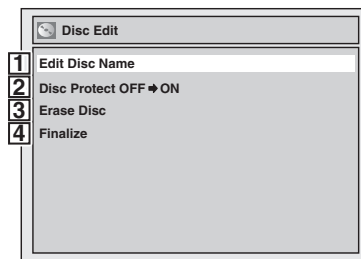 Disc Edit
1 Edit Disc Name
2 Disc Protect OFF ➡ ON
3 Erase Disc
4 Finalize